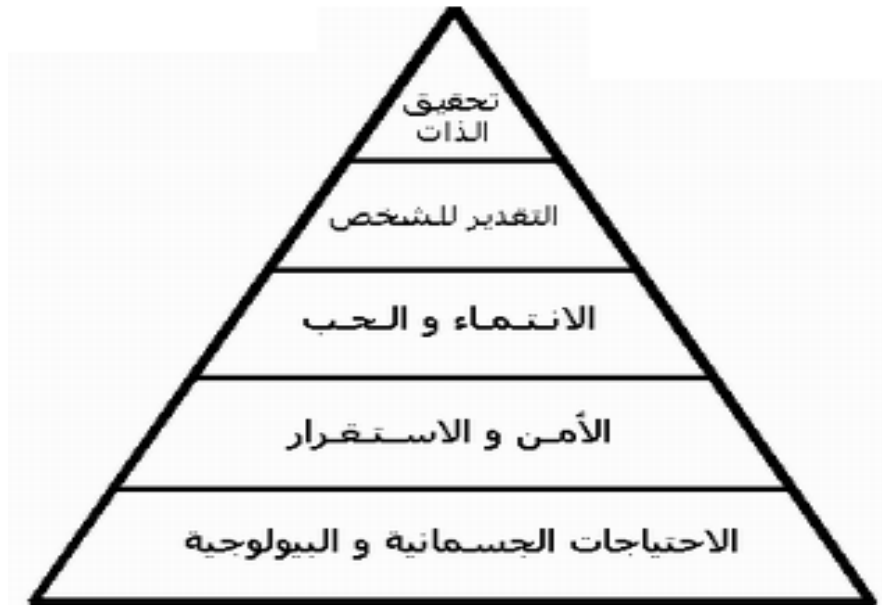 تحقيق
الذات
التقدير للشخص
الانتماء و الحب
الأمن و الاستقرار
الاحتياجات الجسمانية و البيولوجية